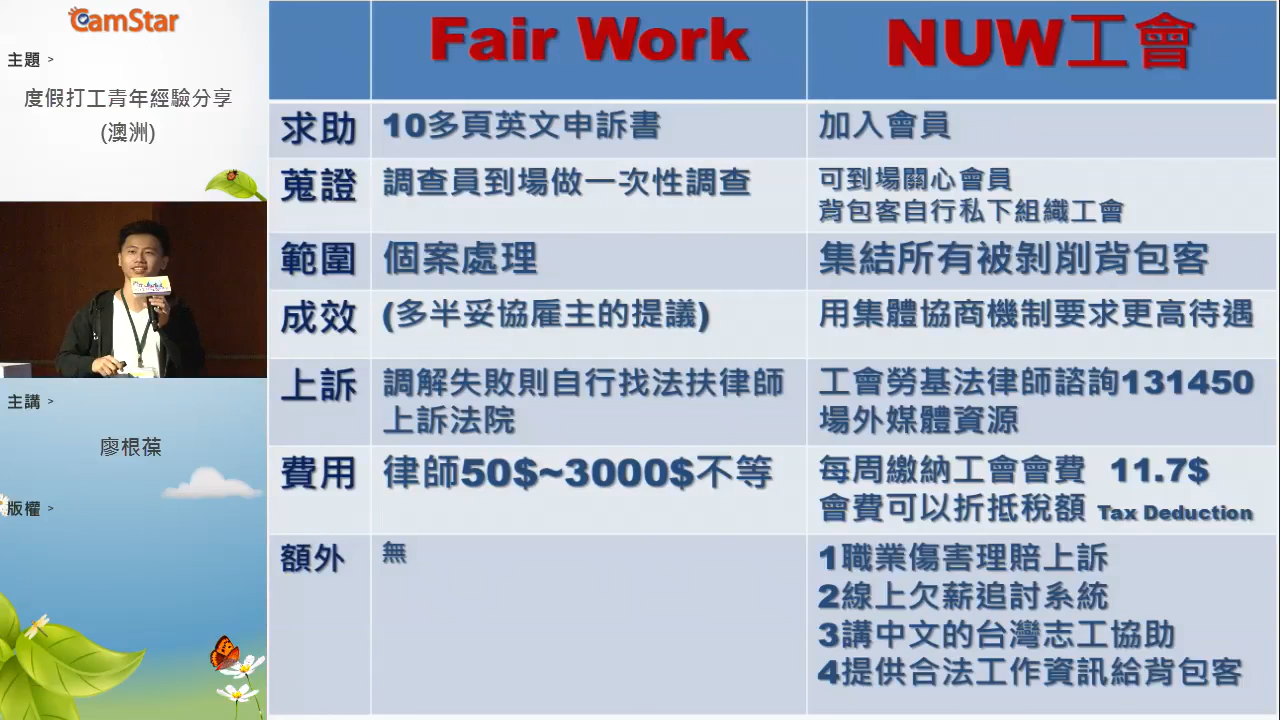 CamStar
主題 >
度假打工青年經驗分享
(澳洲)
主講 >
廖根葆
版權 >
Fair Work
NUW工會
求助
10多頁英文申訴書
加入會員
蒐證
調查員到場做一次性調查
可到場關心會員
背包客自行私下組織工會
範圍
個案處理
集結所有被剝削背包客
成效
(多半妥協雇主的提議)
用集體協商機制要求更高待遇
上訴
調解失敗則自行找法扶律師
上訴法院
工會勞基法律師諮詢131450
場外媒體資源
費用
律師50$~3000$不等
每周繳納工會會費 11.7$
會費可以折抵稅額 Tax Deduction
額外
無
1職業傷害理賠上訴
2線上欠薪追討系統
3講中文的台灣志工協助
4提供合法工作資訊給背包客